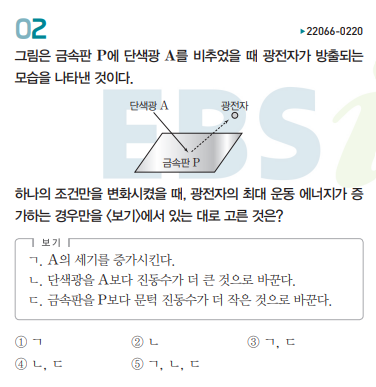 02
▶22066-0220
그림은 금속판 P에 단색광 A를 비추었을 때 광전자가 방출되는
모습을 나타낸 것이다.
단색광 A
광전자
금속판 P
하나의 조건만을 변화시켰을 때, 광전자의 최대 운동 에너지가 증
가하는 경우만을 <보기>에서 있는 대로 고른 것은?
보기
ㄱ. A의 세기를 증가시킨다.
ㄴ. 단색광을 A보다 진동수가 더 큰 것으로 바꾼다.
ㄷ. 금속판을 P보다 문턱 진동수가 더 작은 것으로 바꾼다.
① ㄱ ② ㄴ ③ ㄱ, ㄷ
④ ㄴ, ㄷ ⑤ ㄱ, ㄴ, ㄷ
EBSi